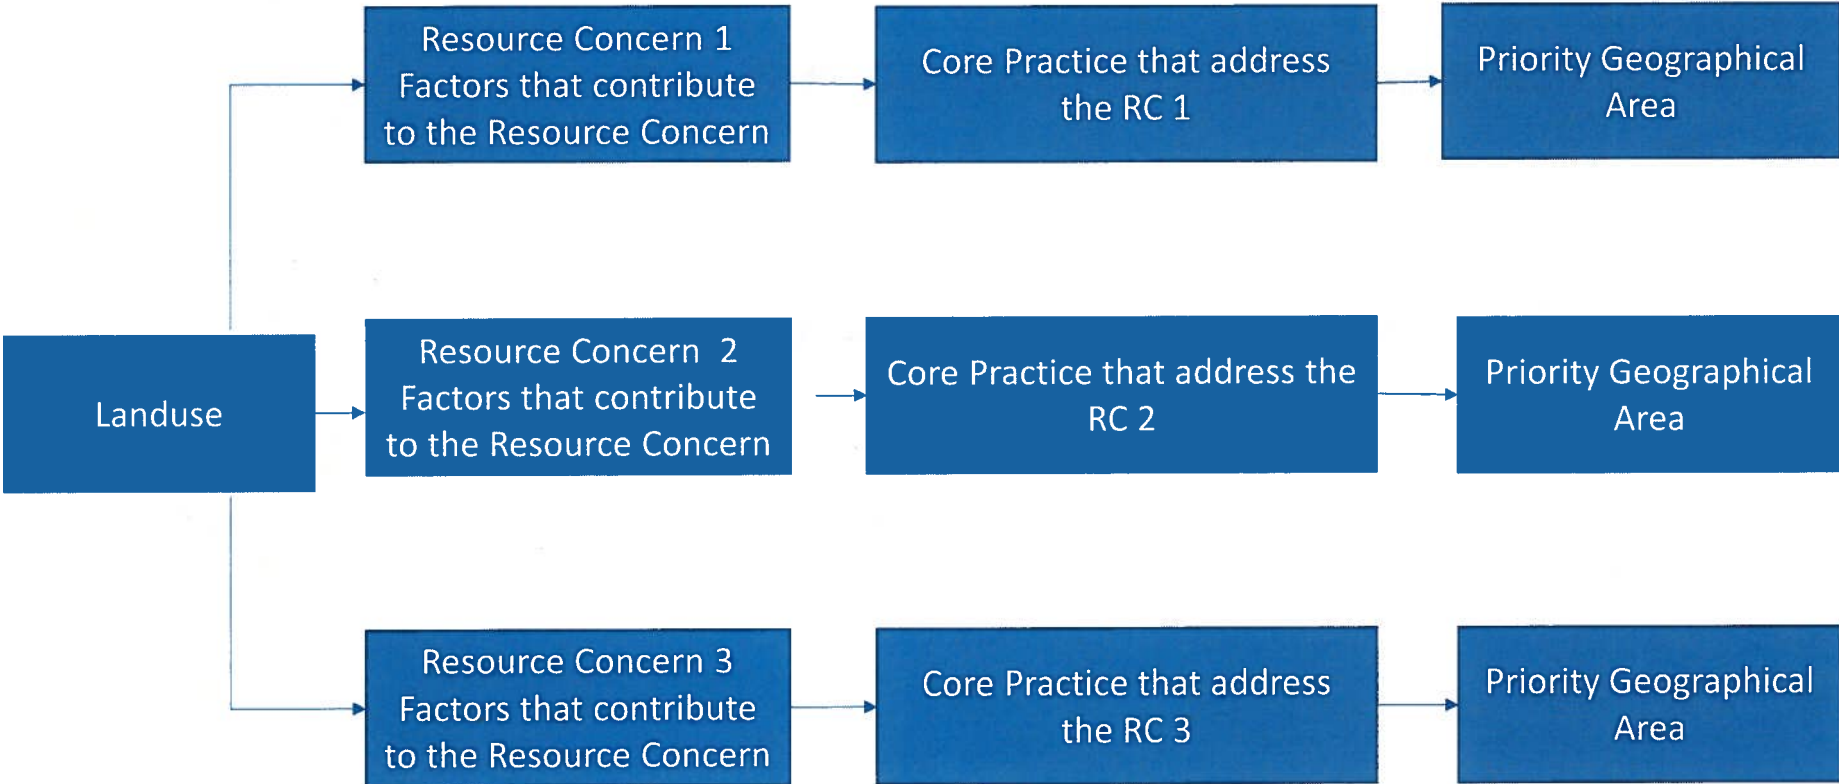 Resource Concern 1
Factors that contribute
to the Resource Concern
Core Practice that address
the RC 1
Priority Geographical
Area
Landuse
Resource Concern 2
Factors that contribute
to the Resource Concern
Core Practice that address the
RC 2
Priority Geographical
Area
Resource Concern 3
Factors that contribute
to the Resource Concern
Core Practice that address
the RC 3
Priority Geographical
Area